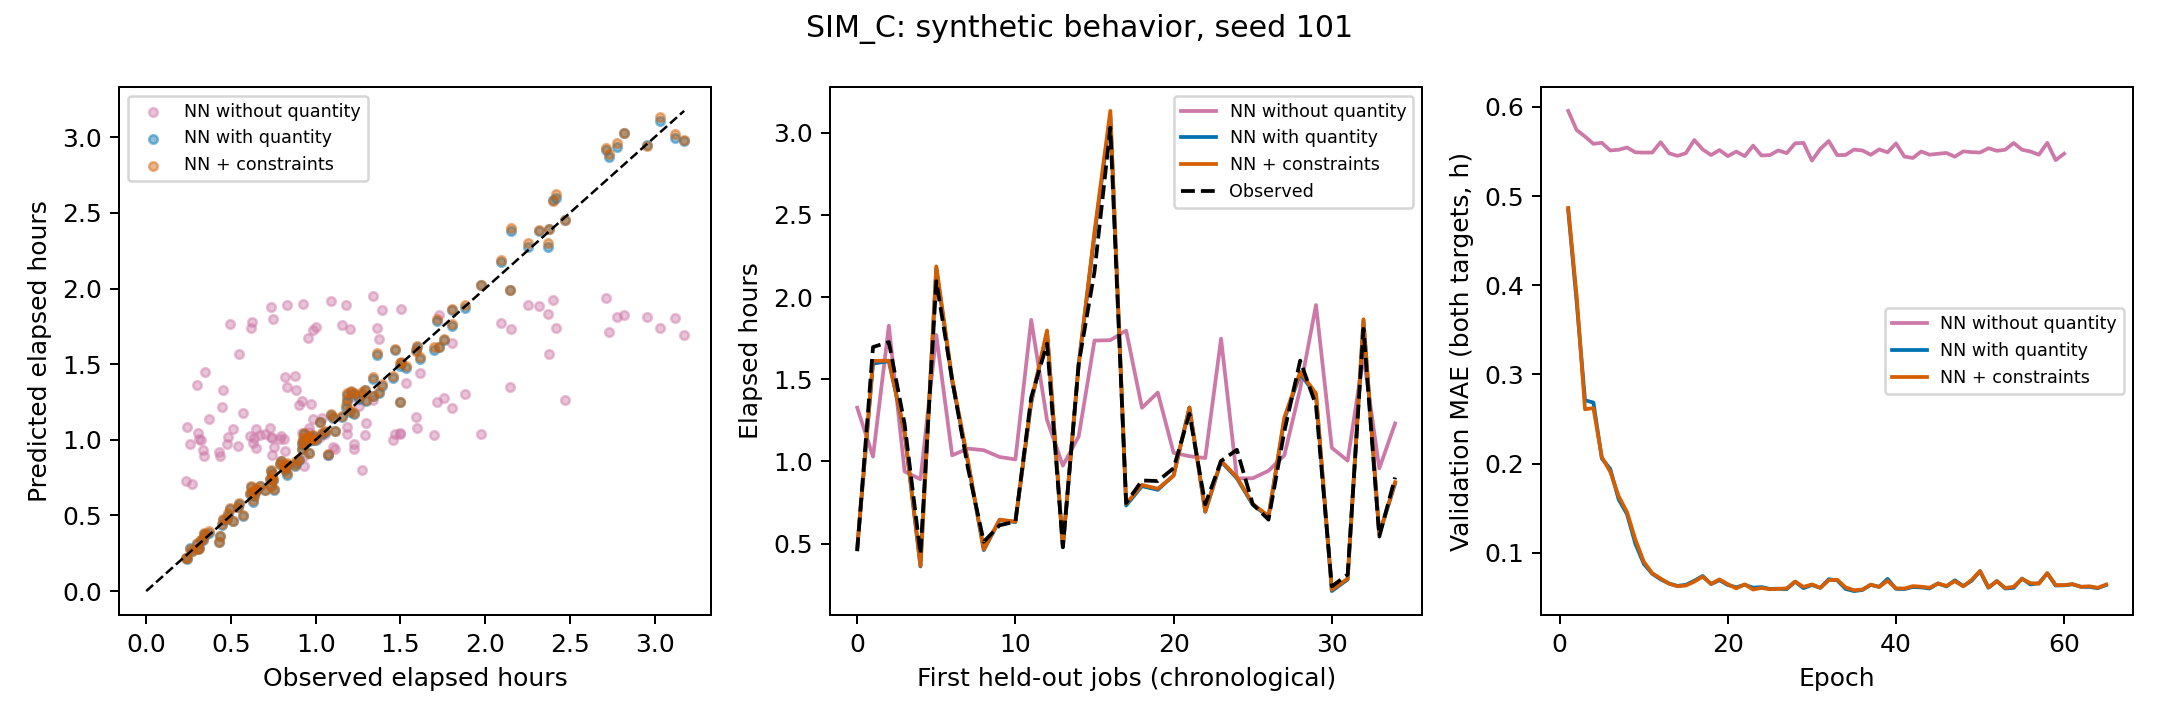 SIM_C: synthetic behavior, seed 101
NN without quantity
NN with quantity
NN + constraints
3.0
2.5
2.0
1.5
1.0
0.5
0.0
Predicted elapsed hours
0.0 0.5 1.0 1.5 2.0 2.5 3.0
Observed elapsed hours
NN without quantity
NN with quantity
NN + constraints
Observed
3.0
2.5
2.0
1.5
1.0
0.5
Elapsed hours
0 10 20 30
First held-out jobs (chronological)
0.6
0.5
0.4
0.3
0.2
0.1
Validation MAE (both targets, h)
NN without quantity
NN with quantity
NN + constraints
0 20 40 60
Epoch